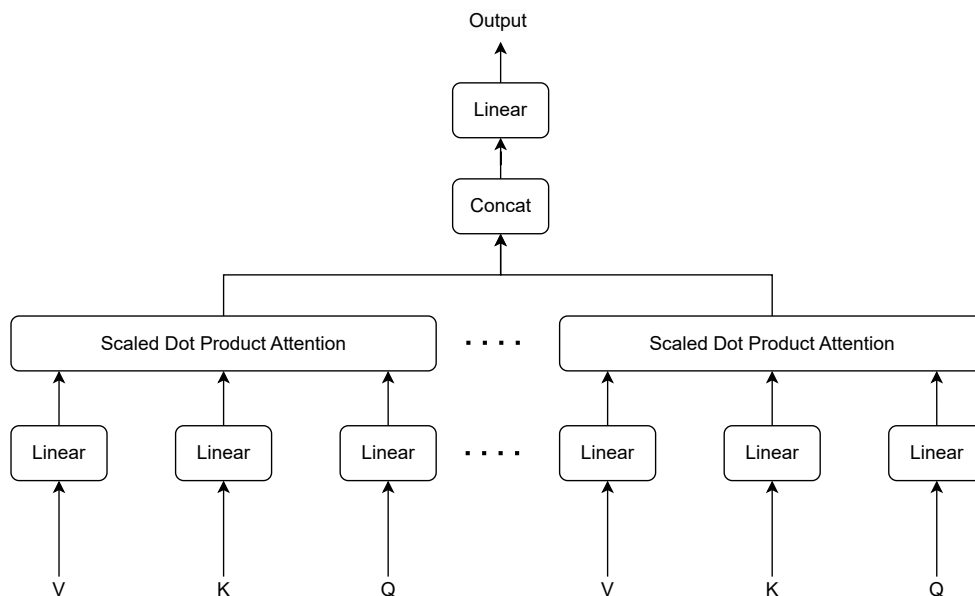 Output
Linear
Concat
Scaled Dot Product Attention . . . . Scaled Dot Product Attention
Linear Linear Linear . . . . Linear Linear Linear
V K Q V K Q